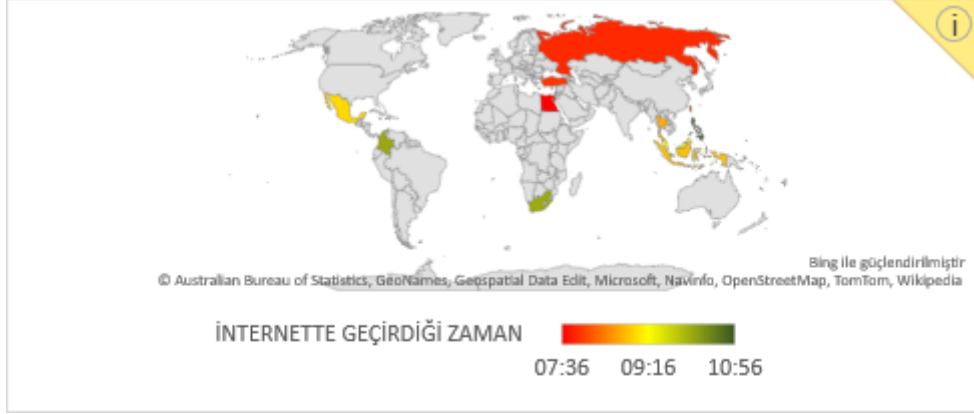 i
Bing ile güçlendirilmiştir
© Australian Bureau of Statistics, GeoNames, Geospatial Data Edit, Microsoft, Navinfo, OpenStreetMap, TomTom, Wikipedia
İNTERNETTE GEÇİRDİĞİ ZAMAN
07:36 09:16 10:56